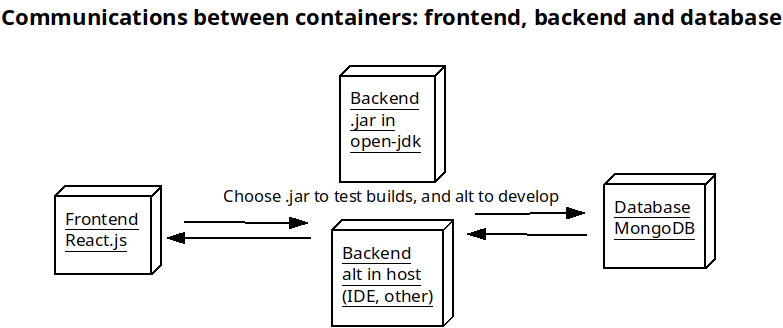 Communications between containers: frontend, backend and database
Backend
.jar in
open-jdk
Choose .jar to test builds, and alt to develop
Frontend
React.js
Backend
alt in host
(IDE, other)
Database
MongoDB